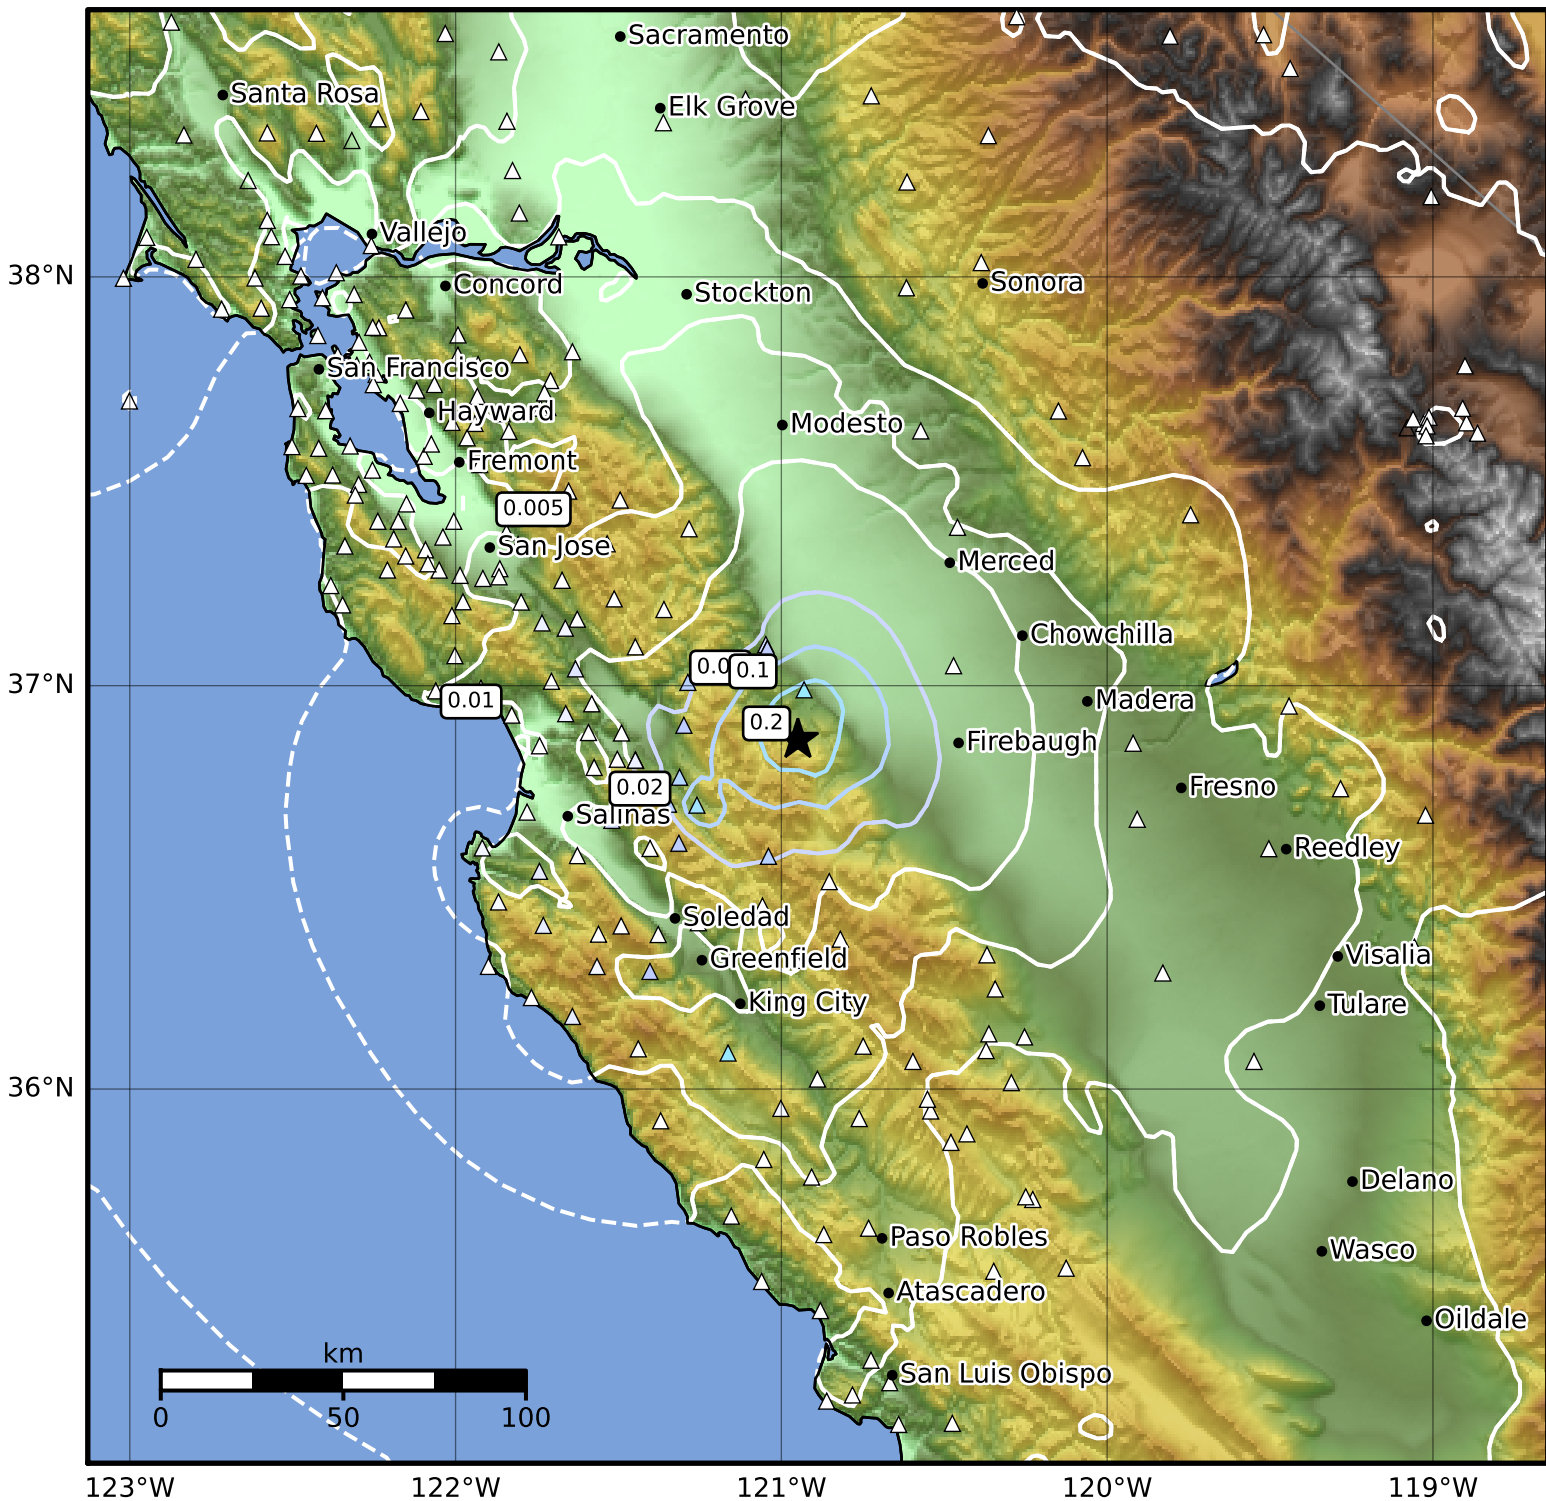 Sacramento
Santa Rosa
Elk Grove
Vallejo
38°N
Concord
Sonora
Stockton
San Francisco
Hayward
Modesto
Fremont
0.005
San Jose
Merced
Chowchilla
37°N
0.0
0.1
0.01
Madera
0.2
Firebaugh
0.02
Fresno
Salinas
Reedley
Soledad
Greenfield
Visalia
King City
Tulare
36°N
Delano
Paso Robles
Wasco
Atascadero
Oildale
km
San Luis Obispo
0 50 100
123°W 122°W 121°W 120°W 119°W